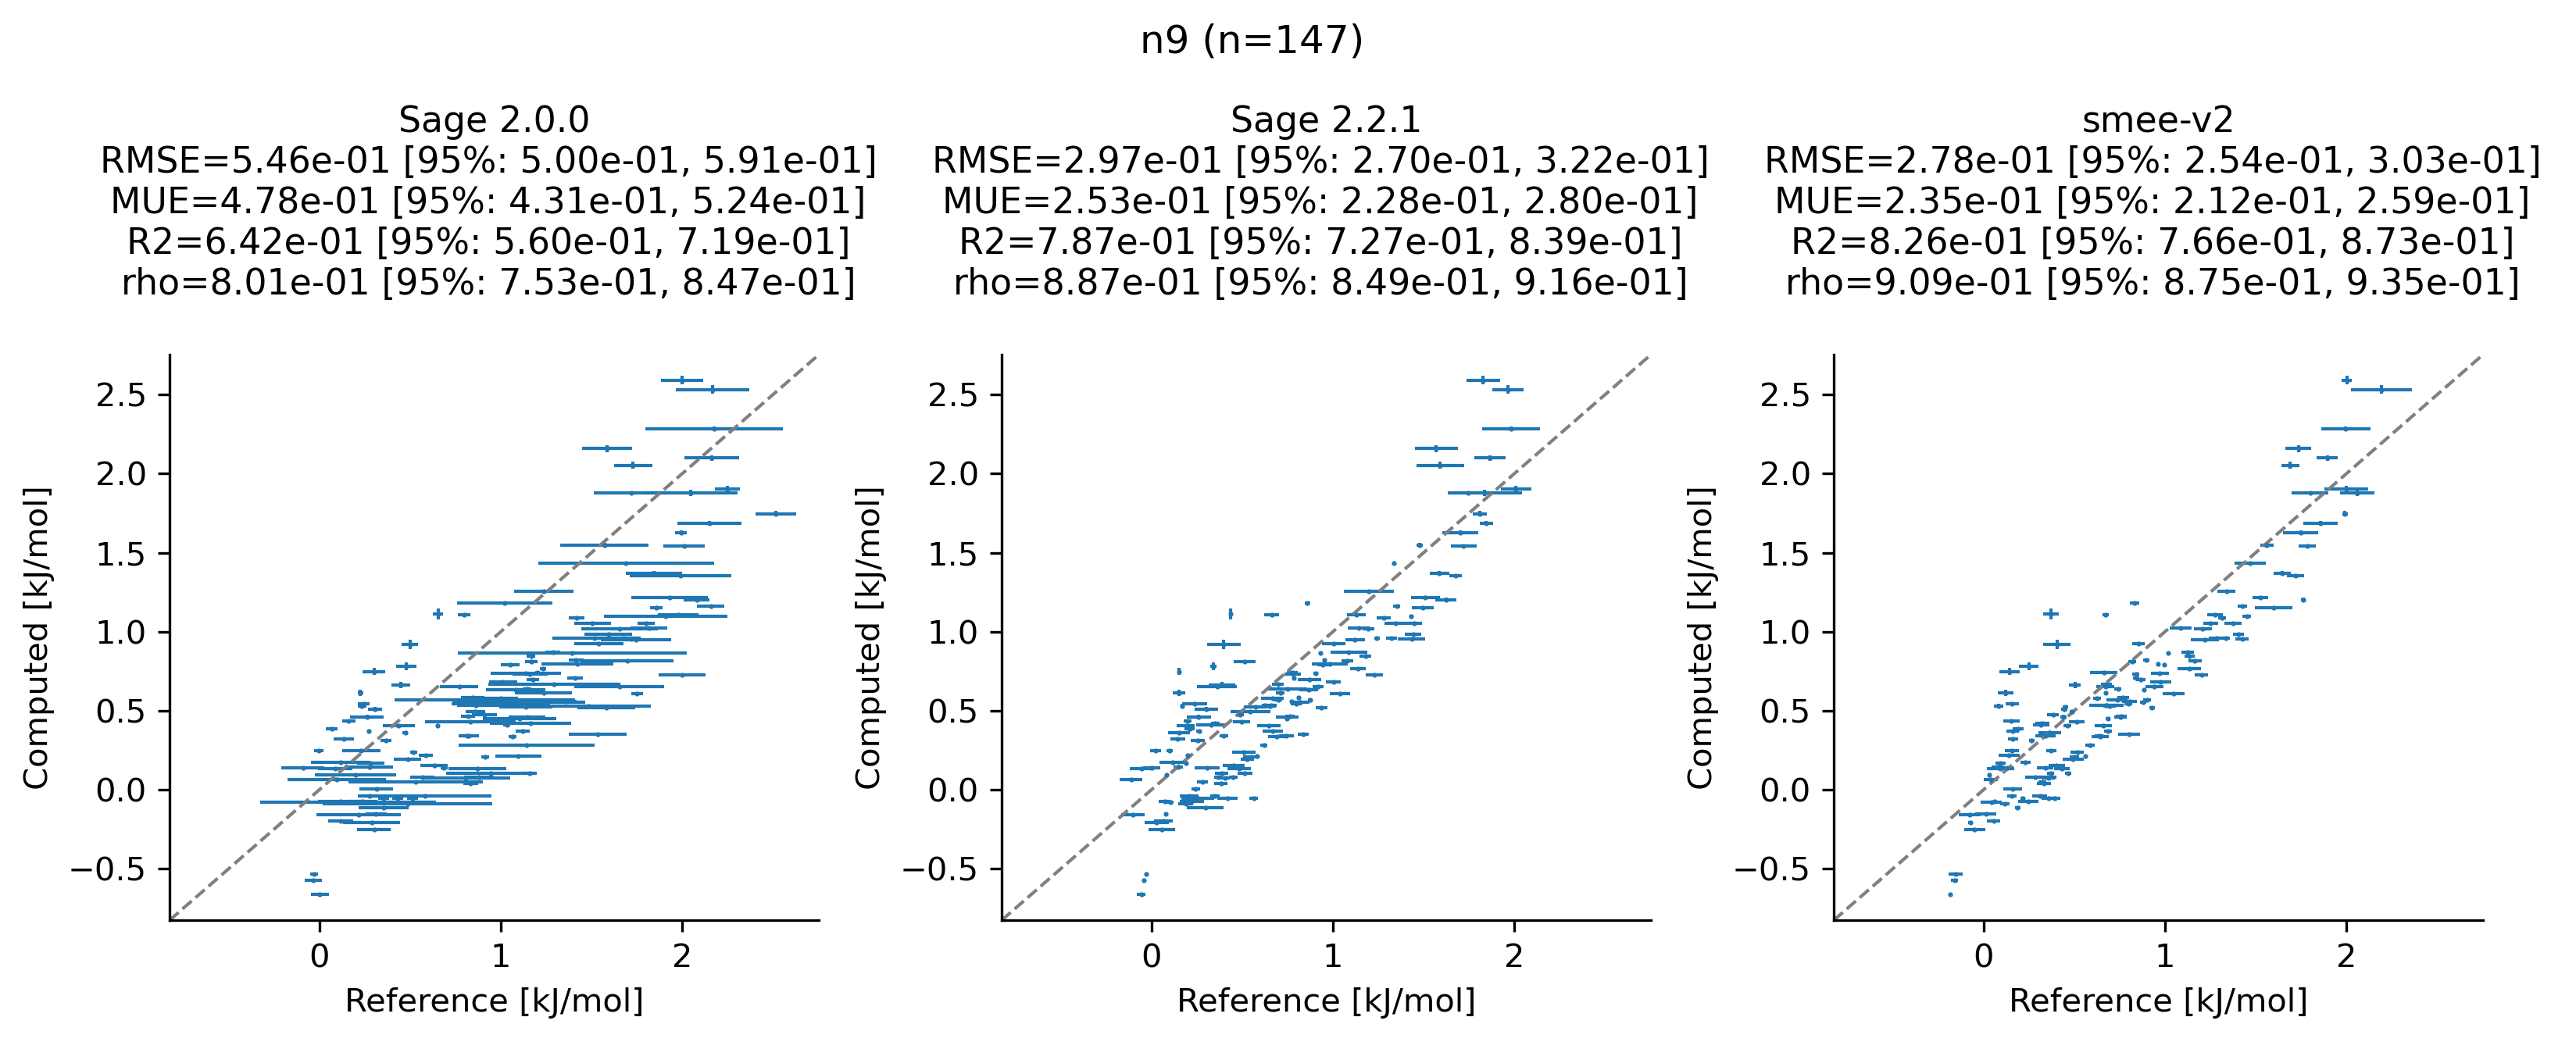 n9 (n=147)
Sage 2.0.0
RMSE=5.46e-01 [95%: 5.00e-01, 5.91e-01]
MUE=4.78e-01 [95%: 4.31e-01, 5.24e-01]
R2=6.42e-01 [95%: 5.60e-01, 7.19e-01]
rho=8.01e-01 [95%: 7.53e-01, 8.47e-01]
Computed [kJ/mol]
2.5
2.0
1.5
1.0
0.5
0.0
−0.5
0 1 2
Reference [kJ/mol]
Sage 2.2.1
RMSE=2.97e-01 [95%: 2.70e-01, 3.22e-01]
MUE=2.53e-01 [95%: 2.28e-01, 2.80e-01]
R2=7.87e-01 [95%: 7.27e-01, 8.39e-01]
rho=8.87e-01 [95%: 8.49e-01, 9.16e-01]
Computed [kJ/mol]
2.5
2.0
1.5
1.0
0.5
0.0
−0.5
0 1 2
Reference [kJ/mol]
smee-v2
RMSE=2.78e-01 [95%: 2.54e-01, 3.03e-01]
MUE=2.35e-01 [95%: 2.12e-01, 2.59e-01]
R2=8.26e-01 [95%: 7.66e-01, 8.73e-01]
rho=9.09e-01 [95%: 8.75e-01, 9.35e-01]
Computed [kJ/mol]
2.5
2.0
1.5
1.0
0.5
0.0
−0.5
0 1 2
Reference [kJ/mol]